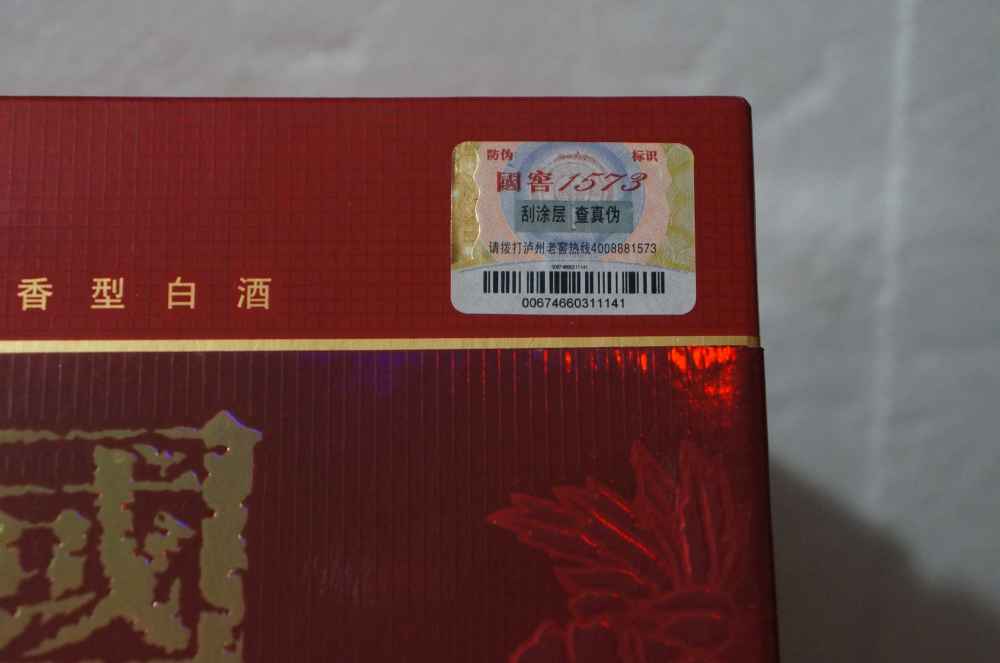 防伪 标识
國窖1573
刮涂层 查真伪
请拨打泸州老窖热线4008881573
00674660311141
00674660311141
香型白酒
國